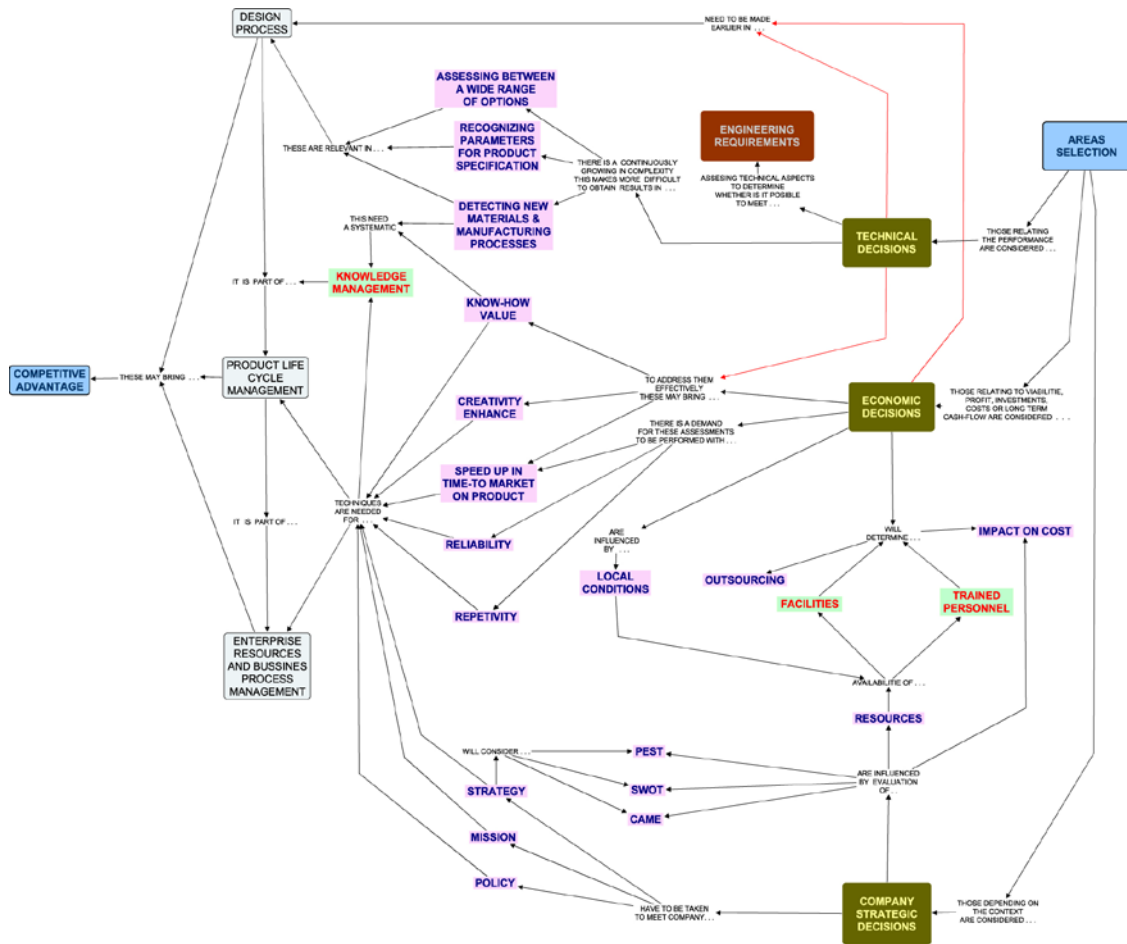 DESIGN
PROCESS
NEED TO BE MADE
EARLIER IN . . .
ASSESSING BETWEEN
A WIDE RANGE
OF OPTIONS
ENGINEERING
REQUIREMENTS
AREAS
SELECTION
THESE ARE RELEVANT IN . . .
RECOGNIZING
PARAMETERS
FOR PRODUCT
SPECIFICATION
THERE IS A CONTINUOUSLY
GROWING IN COMPLEXITY
THIS MAKES MORE DIFFICULT
TO OBTAIN RESULTS IN . . .
ASSESING TECHNICAL ASPECTS
TO DETERMINE
WHETHER IS IT POSIBLE
TO MEET . . .
THIS NEED
A SYSTEMATIC
DETECTING NEW
MATERIALS &
MANUFACTURING
PROCESSES
TECHNICAL
DECISIONS
THOSE RELATING
THE PERFORMANCE
ARE CONSIDERED . . .
IT IS PART OF . . .
KNOWLEDGE
MANAGEMENT
KNOW-HOW
VALUE
COMPETITIVE
ADVANTAGE
THESE MAY BRING . . .
PRODUCT LIFE
CYCLE
MANAGEMENT
TO ADDRESS THEM
EFFECTIVELY
THESE MAY BRING . . .
ECONOMIC
DECISIONS
THOSE RELATING TO VIABILITIE,
PROFIT, INVESTMENTS,
COSTS OR LONG TERM
CASH-FLOW ARE CONSIDERED . . .
CREATIVITY
ENHANCE
THERE IS A DEMAND
FOR THESE ASSESSMENTS
TO BE PERFORMED WITH . . .
SPEED UP IN
TIME-TO MARKET
ON PRODUCT
TECHNIQUES
ARE NEEDED
FOR . . .
IT IS PART OF . . .
RELIABILITY
ARE
INFLUENCED
BY . . .
WILL
DETERMINE . . .
IMPACT ON COST
LOCAL
CONDITIONS
OUTSOURCING
FACILITIES
TRAINED
PERSONNEL
REPETIVITY
ENTERPRISE
RESOURCES
AND BUSSINES
PROCESS
MANAGEMENT
AVAILABILITIE OF . . .
RESOURCES
WILL CONSIDER . . .
PEST
ARE INFLUENCED
BY EVALUATION
OF . .
STRATEGY
SWOT
CAME
MISSION
POLICY
HAVE TO BE TAKEN
TO MEET COMPANY . . .
COMPANY
STRATEGIC
DECISIONS
THOSE DEPENDING ON
THE CONTEXT
ARE CONSIDERED . . .